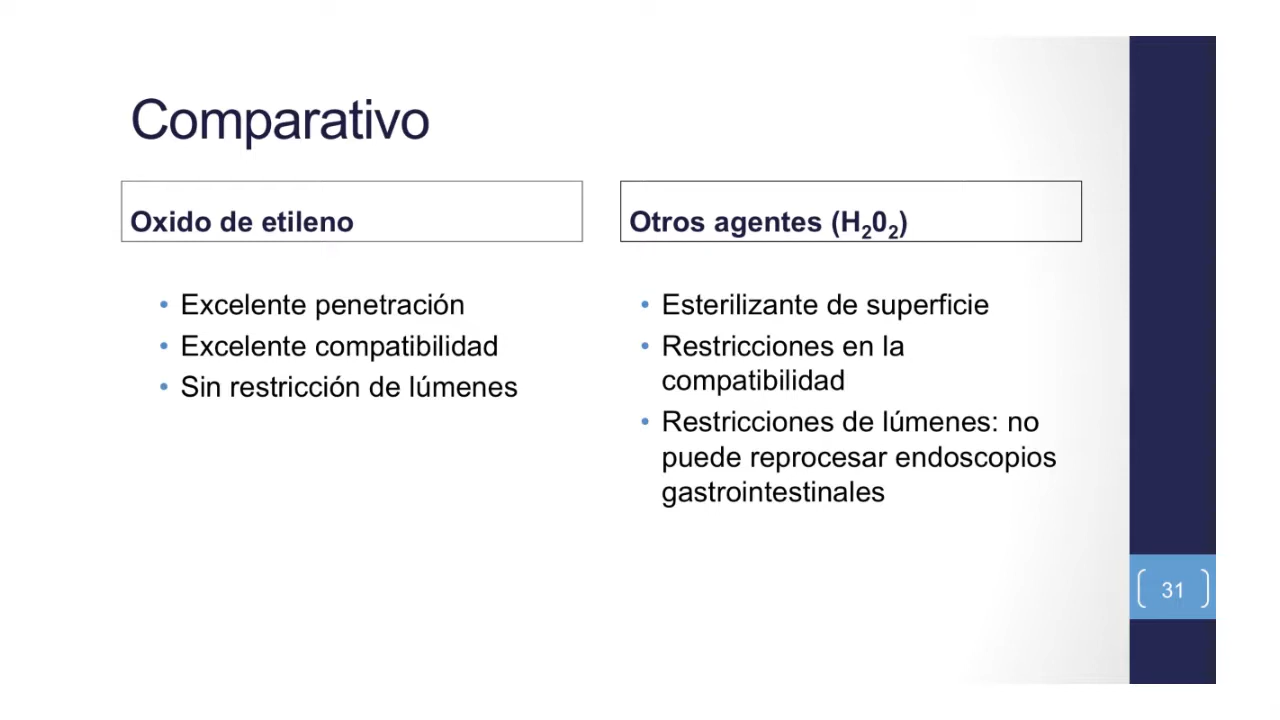 Comparativo
Oxido de etileno
• Excelente penetración
• Excelente compatibilidad
• Sin restricción de lúmenes
Otros agentes (H₂0₂)
• Esterilizante de superficie
• Restricciones en la
compatibilidad
• Restricciones de lúmenes: no
puede reprocesar endoscopios
gastrointestinales
31